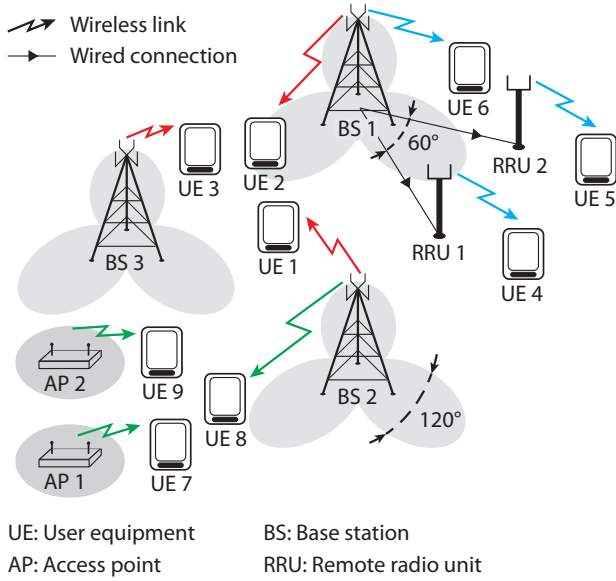 Wireless link
Wired connection
BS 1
60°
UE 6
RRU 2
UE 3
UE 2
UE 5
BS 3
UE 1
RRU 1
UE 4
AP 2
UE 9
BS 2
UE 8
120°
AP 1
UE 7
UE: User equipment
BS: Base station
AP: Access point
RRU: Remote radio unit